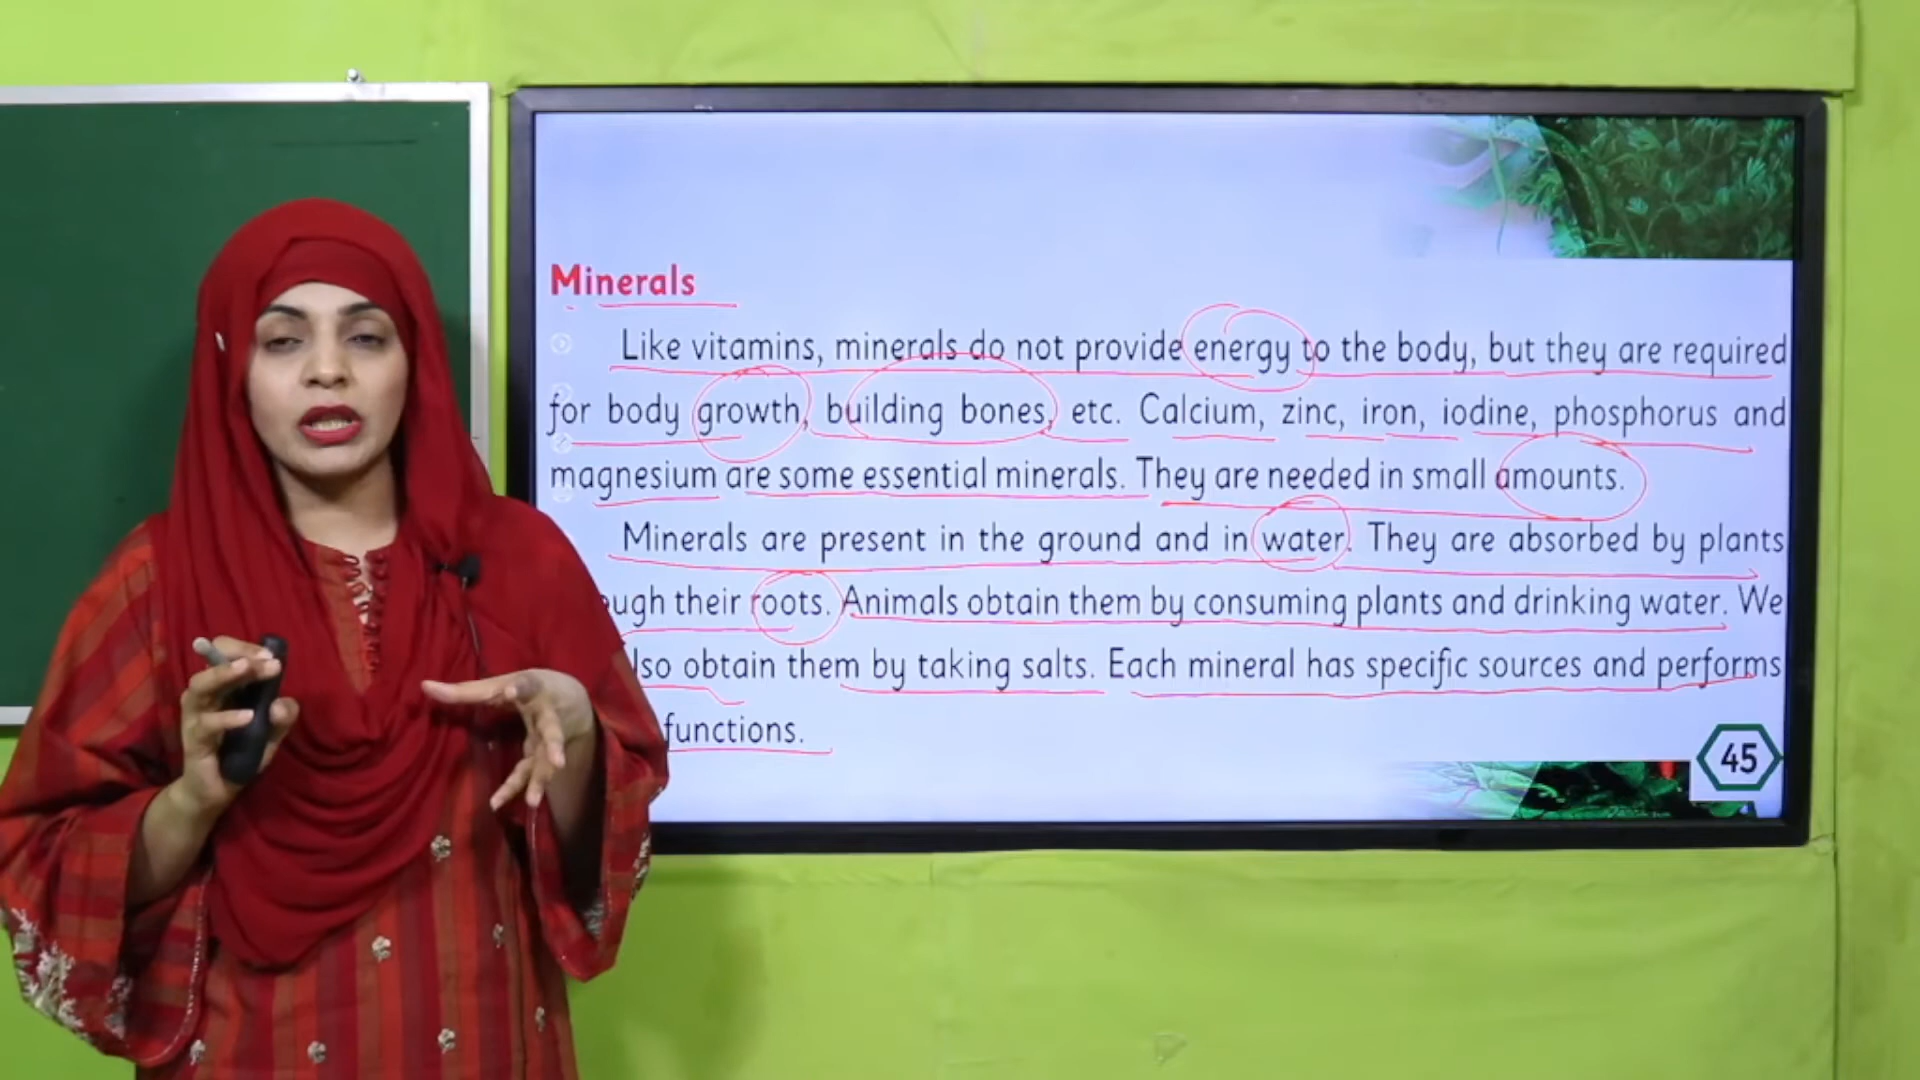 Minerals
Like vitamins, minerals do not provide energy to the body, but they are required
for body growth, building bones, etc. Calcium, zinc, iron, iodine, phosphorus and
magnesium are some essential minerals. They are needed in small amounts.
Minerals are present in the ground and in water. They are absorbed by plants
ugh their roots. Animals obtain them by consuming plants and drinking water. We
lso obtain them by taking salts. Each mineral has specific sources and performs
functions.
45